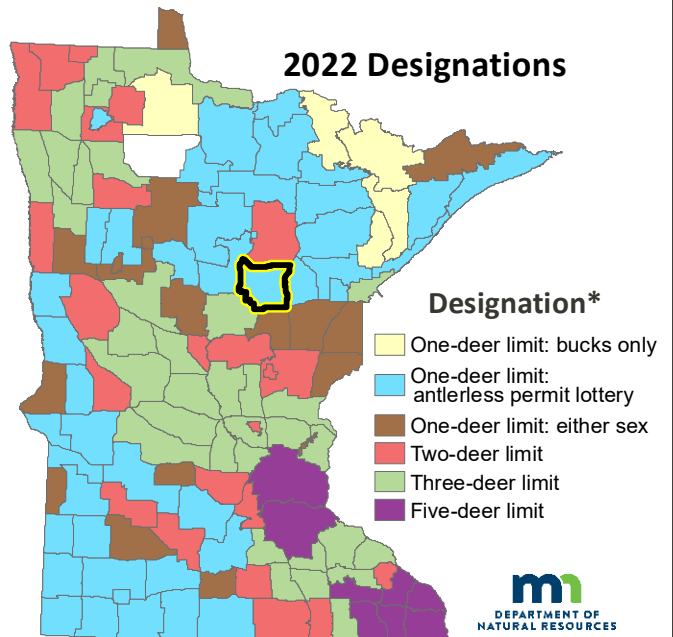 2022 Designations
Designation*
One-deer limit: bucks only
One-deer limit:
antlerless permit lottery
One-deer limit: either sex
Two-deer limit
Three-deer limit
Five-deer limit
DEPARTMENT OF
NATURAL RESOURCES